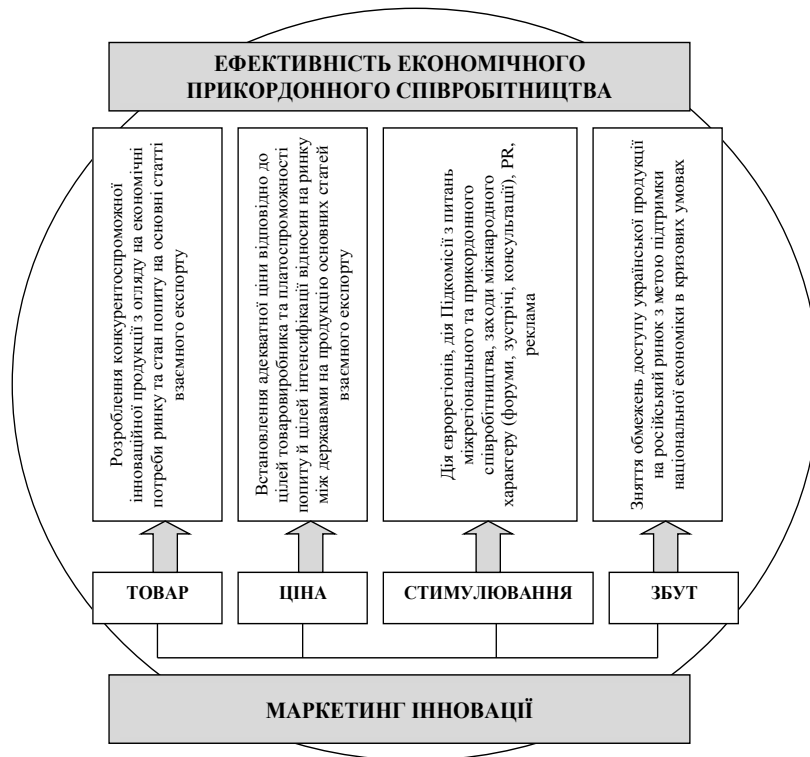 ЕФЕКТИВНІСТЬ ЕКОНОМІЧНОГО
ПРИКОРДОННОГО СПІВРОБІТНИЦТВА
Розроблення конкурентоспроможної
інноваційної продукції з огляду на економічні
потреби ринку та стан попиту на основні статті
взаємного експорту
Встановлення адекватної ціни відповідно до
цілей товаровиробника та платоспроможності
попиту й цілей інтенсифікації відносин на ринку
між державами на продукцію основних статей
взаємного експорту
Дія єврорегіонів, дія Підкомісії з питань
міжрегіонального та прикордонного
співробітництва, заходи міжнародного
характеру (форуми, зустрічі, консультації), PR,
реклама
Зняття обмежень доступу української продукції
на російський ринок з метою підтримки
національної економіки в кризових умовах
ТОВАР
ЦІНА
СТИМУЛЮВАННЯ
ЗБУТ
МАРКЕТИНГ ІННОВАЦІЇ